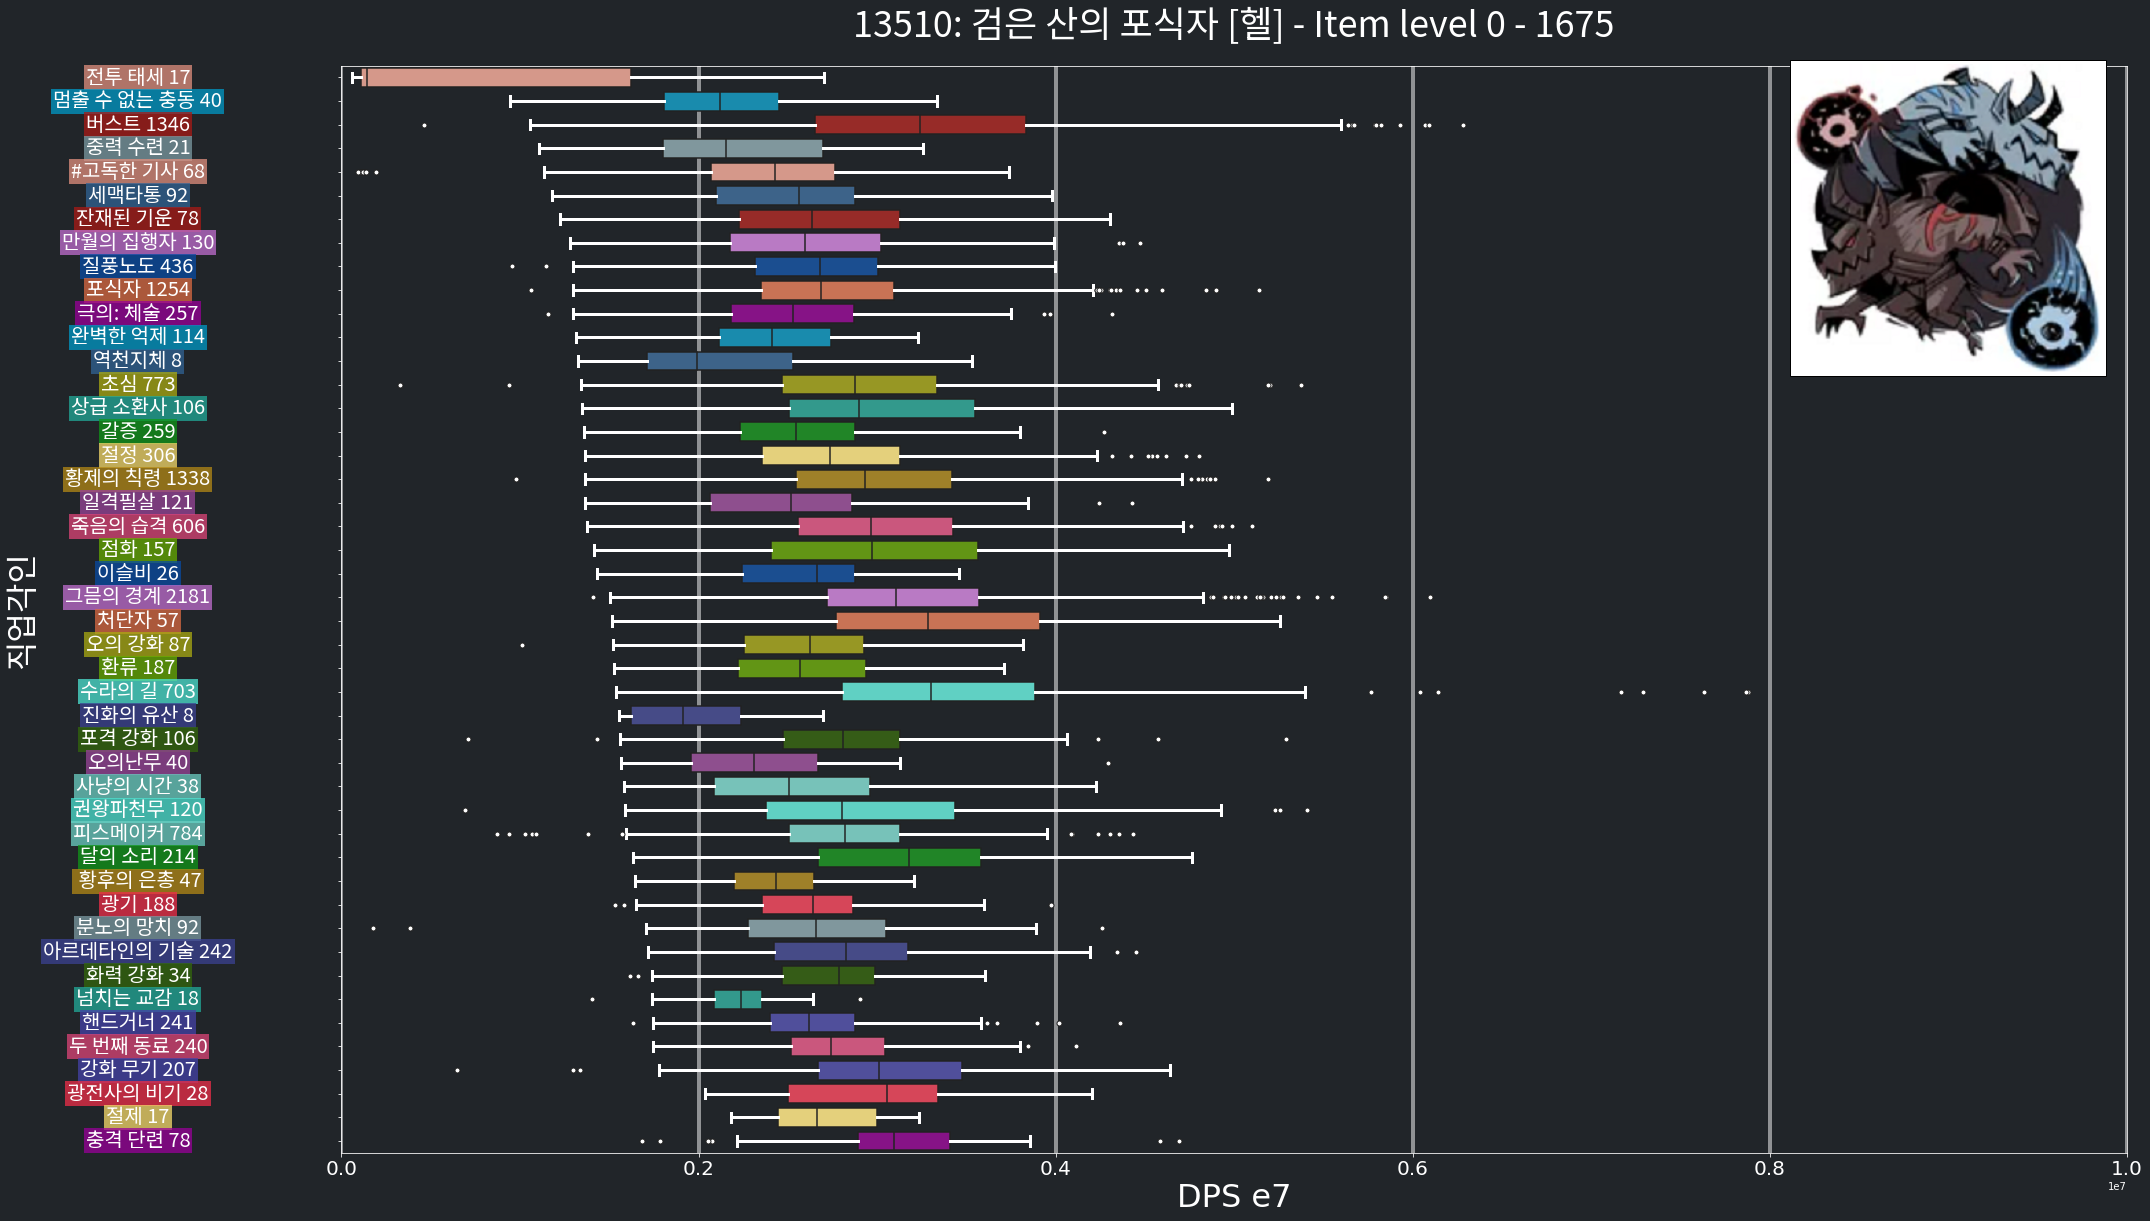 13510: 검은 산의 포식자 [헬] - Item level 0 - 1675
직업각인
전투 태세 17
멈출 수 없는 충동 40
버스트 1346
중력 수련 21
#고독한 기사 68
세맥타통 92
잔재된 기운 78
만월의 집행자 130
질풍노도 436
포식자 1254
극의: 체술 257
완벽한 억제 114
역천지체 8
초심 773
상급 소환사 106
갈증 259
절정 306
황제의 칙령 1338
일격필살 121
죽음의 습격 606
점화 157
이슬비 26
그믐의 경계 2181
처단자 57
오의 강화 87
환류 187
수라의 길 703
진화의 유산 8
포격 강화 106
오의난무 40
사냥의 시간 38
권왕파천무 120
피스메이커 784
달의 소리 214
황후의 은총 47
광기 188
분노의 망치 92
아르데타인의 기술 242
화력 강화 34
넘치는 교감 18
핸드거너 241
두 번째 동료 240
강화 무기 207
광전사의 비기 28
절제 17
충격 단련 78
0.0 0.2 0.4 0.6 0.8 1.0
1e7
DPS e7